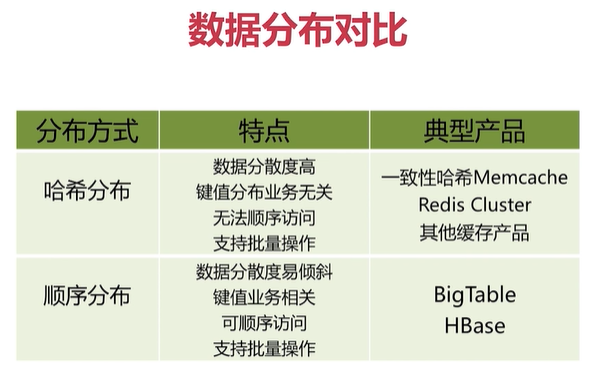 数据分布对比
分布方式 特点 典型产品
哈希分布
数据分散度高
键值分布业务无关
无法顺序访问
支持批量操作
一致性哈希Memcache
Redis Cluster
其他缓存产品
顺序分布
数据分散度易倾斜
键值业务相关
可顺序访问
支持批量操作
BigTable
HBase